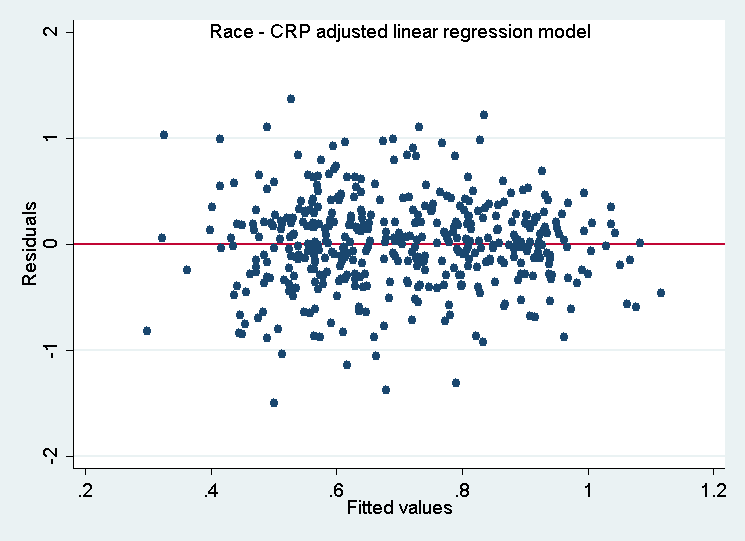 Race - CRP adjusted linear regression model
2
1
0
-1
-2
Residuals
.2 .4 .6 .8 1 1.2
Fitted values